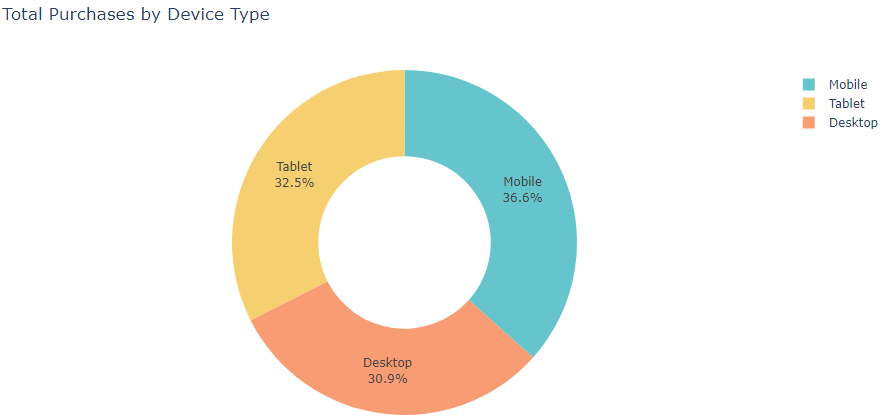 Total Purchases by Device Type
Mobile
Tablet
Desktop
Tablet
32.5%
Mobile
36.6%
Desktop
30.9%